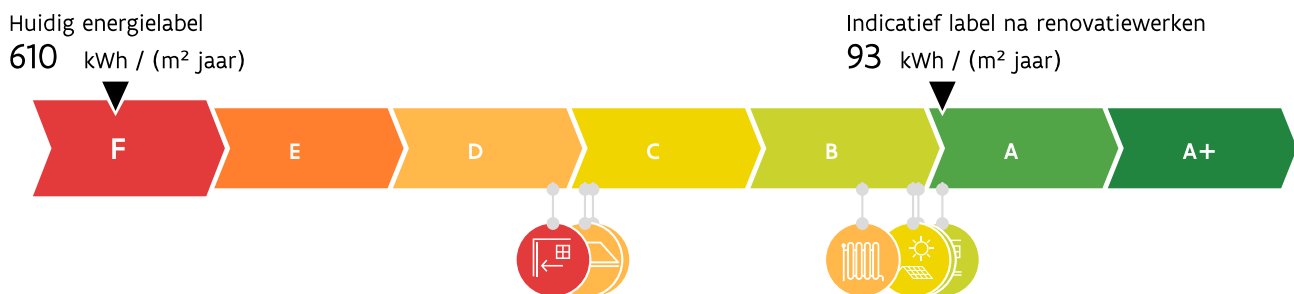 Huidig energielabel
610 kWh / (m² jaar)
Indicatief label na renovatiewerken
93 kWh / (m² jaar)
F E D C B A A+